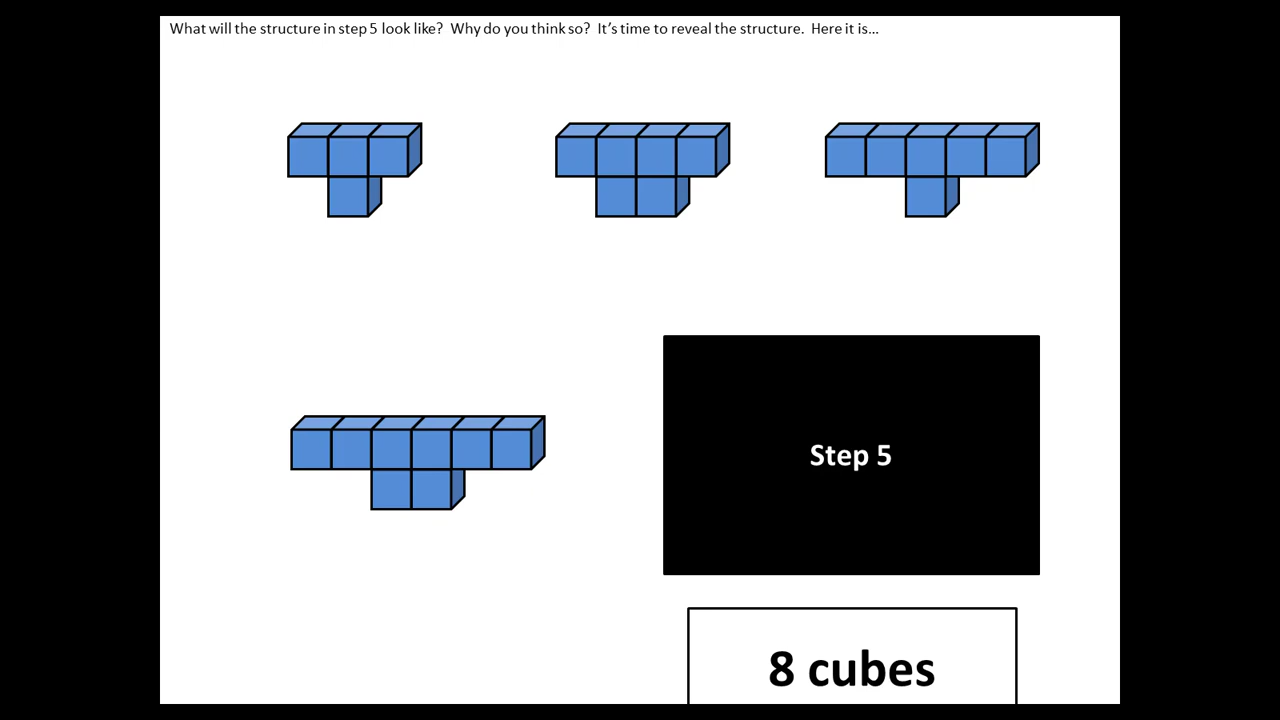 What will the structure in step 5 look like?  Why do you think so?  It’s time to reveal the structure.  Here it is…
Step 5
8 cubes